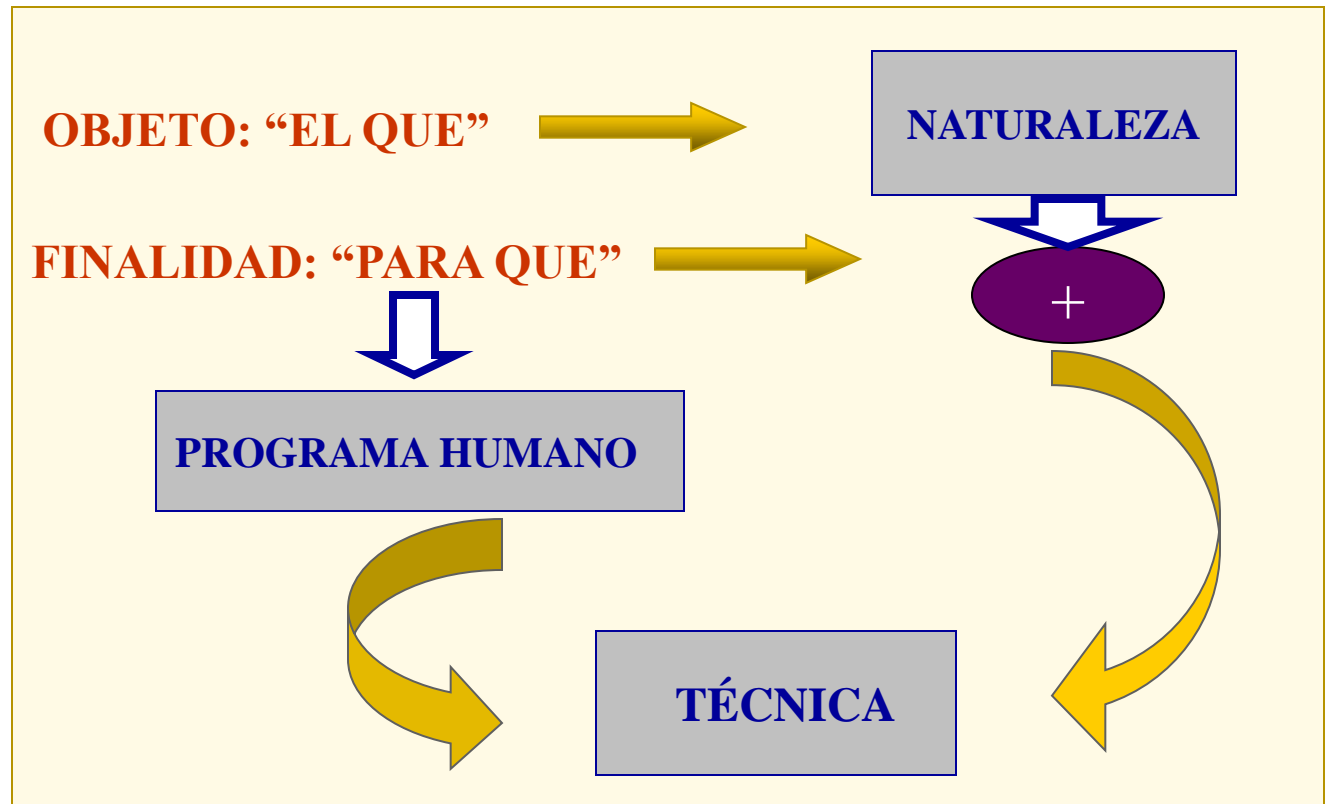 OBJETO: “EL QUE”
NATURALEZA
FINALIDAD: “PARA QUE”
+
PROGRAMA HUMANO
TÉCNICA